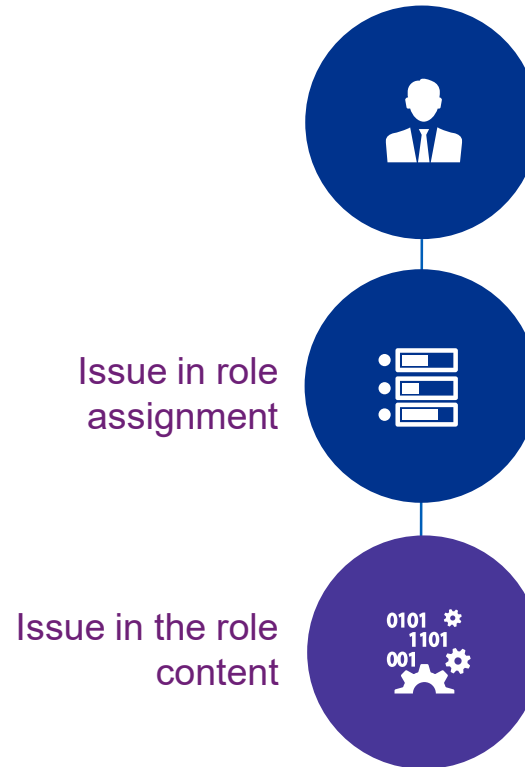 Issue in role
assignment
Issue in the role
content
0101
1101
001